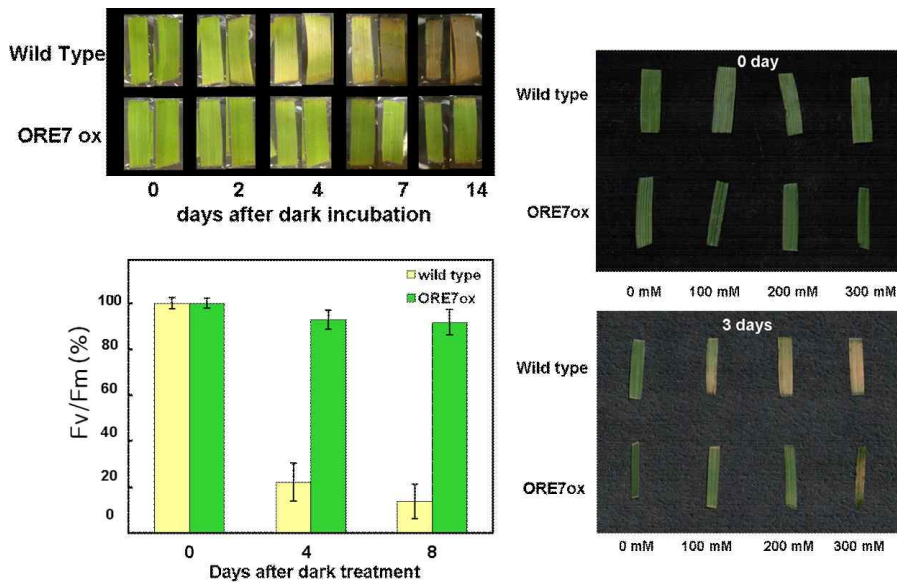 Wild Type
ORE7 ox
0 2 4 7 14
days after dark incubation
wild type
ORE7ox
Fv/Fm (%)
100
80
60
40
20
0
0 4 8
Days after dark treatment
0 day
Wild type
ORE7ox
0 mM 100 mM 200 mM 300 mM
3 days
Wild type
ORE7ox
0 mM 100 mM 200 mM 300 mM